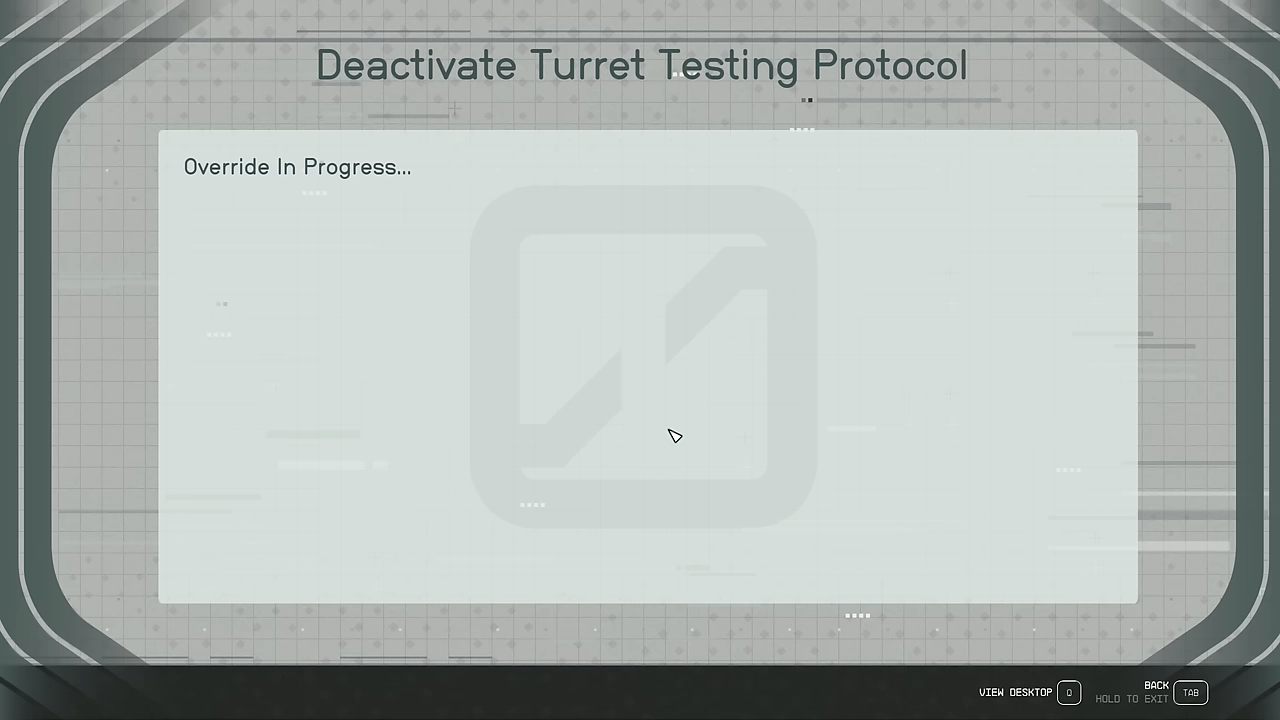 Deactivate Turret Testing Protocol
Override In Progress...
VIEW DESKTOP Q
BACK
HOLD TO EXIT TAB